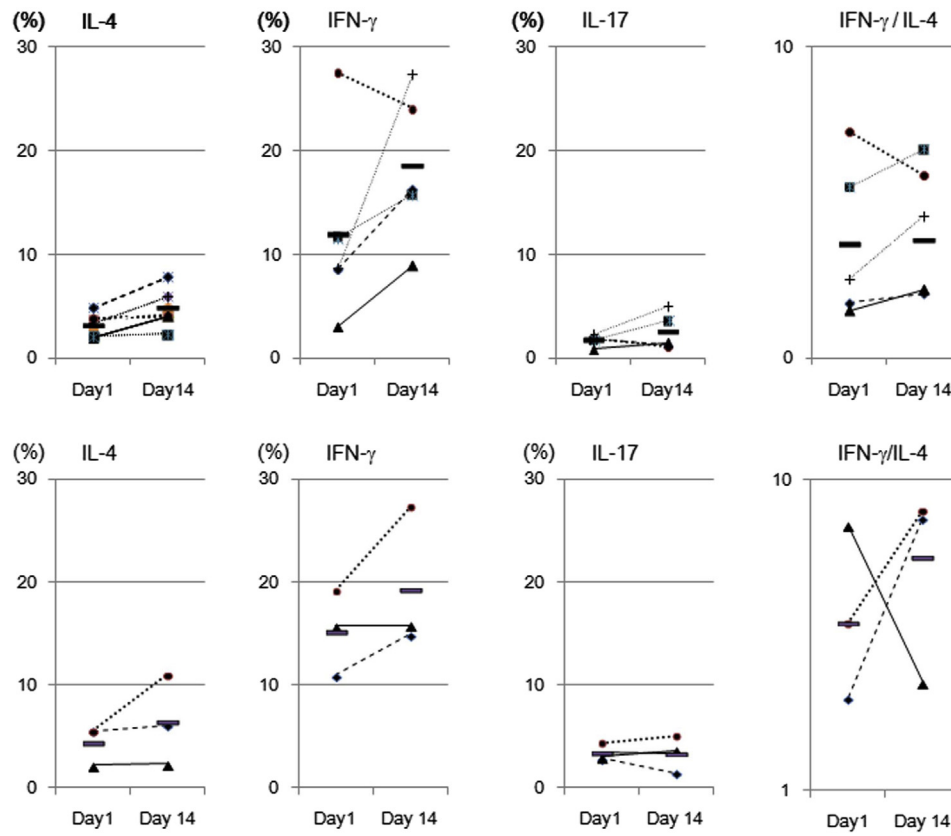 (%) IL-4 (%) IFN-γ (%) IL-17 IFN-γ / IL-4
30 30 30 10
20 20 20
10 10 10
0 0 0 0
Day1 Day14 Day1 Day14 Day1 Day14 Day1 Day 14
(%) IL-4 (%) IFN-γ (%) IL-17 IFN-γ/IL-4
30 30 30 10
20 20 20
10 10 10
0 0 0 1
Day1 Day 14 Day1 Day 14 Day1 Day 14 Day1 Day 14